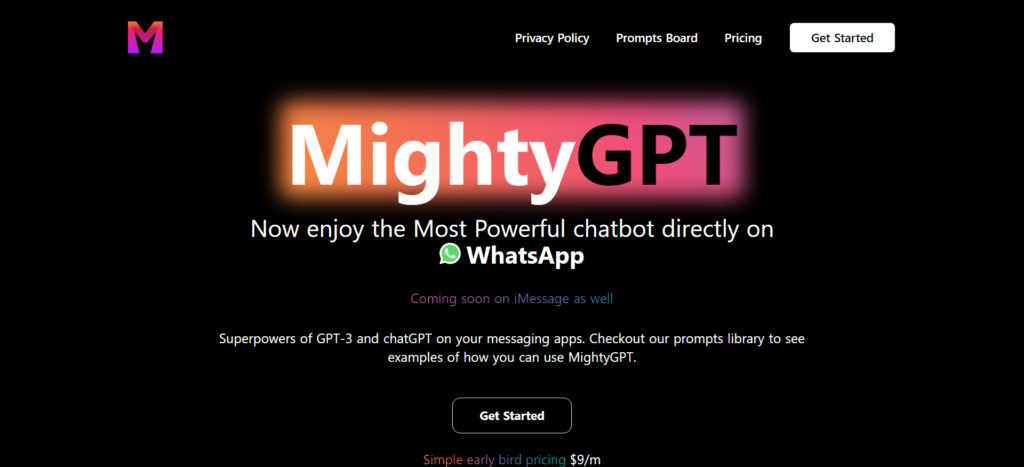 M
Privacy Policy Prompts Board Pricing Get Started
MightyGPT
Now enjoy the Most Powerful chatbot directly on
WhatsApp
Coming soon on iMessage as well
Superpowers of GPT-3 and chatGPT on your messaging apps. Checkout our prompts library to see
examples of how you can use MightyGPT.
Get Started
Simple early bird pricing $9/m